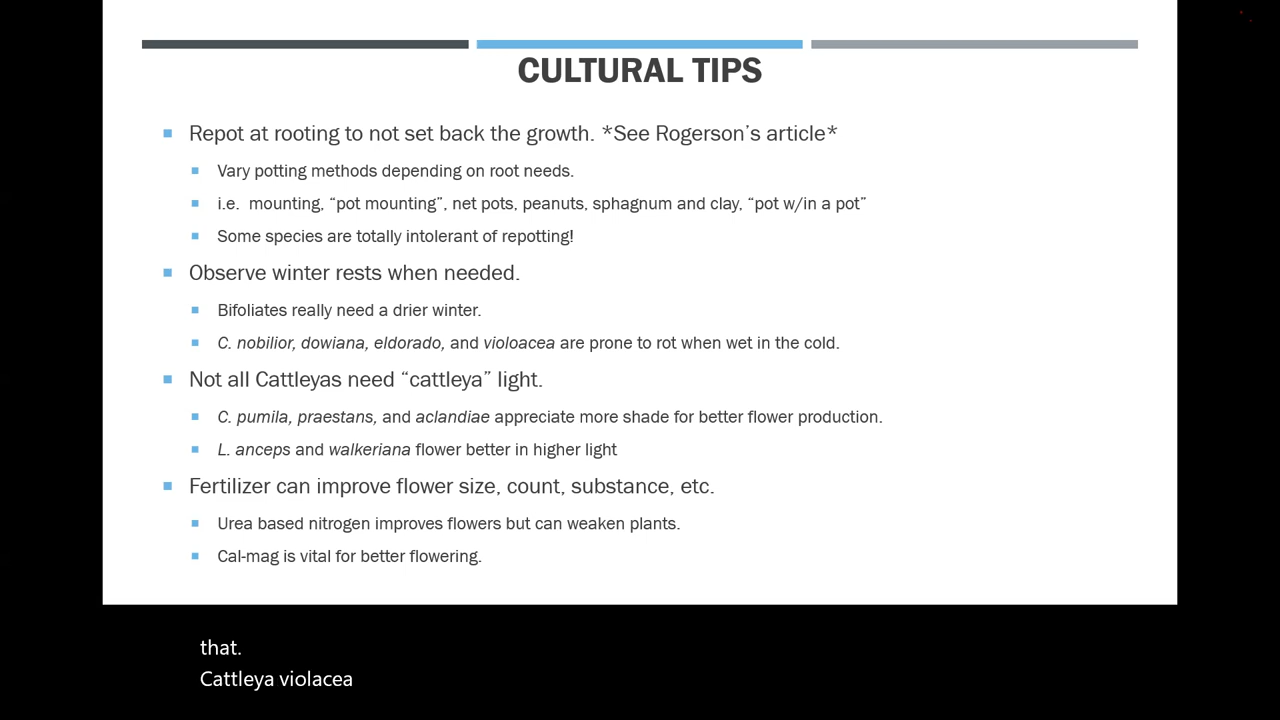 CULTURAL TIPS
Repot at rooting to not set back the growth. *See Rogerson’s article*
Vary potting methods depending on root needs.
i.e.  mounting, “pot mounting”, net pots, peanuts, sphagnum and clay, “pot w/in a pot”
Some species are totally intolerant of repotting!
Observe winter rests when needed.
Bifoliates really need a drier winter.
C. nobilior, dowiana, eldorado, and violoacea are prone to rot when wet in the cold.
Not all Cattleyas need “cattleya” light.
C. pumila, praestans, and aclandiae appreciate more shade for better flower production.
L. anceps and walkeriana flower better in higher light
Fertilizer can improve flower size, count, substance, etc.
Urea based nitrogen improves flowers but can weaken plants.
Cal-mag is vital for better flowering.
that.
Cattleya violacea